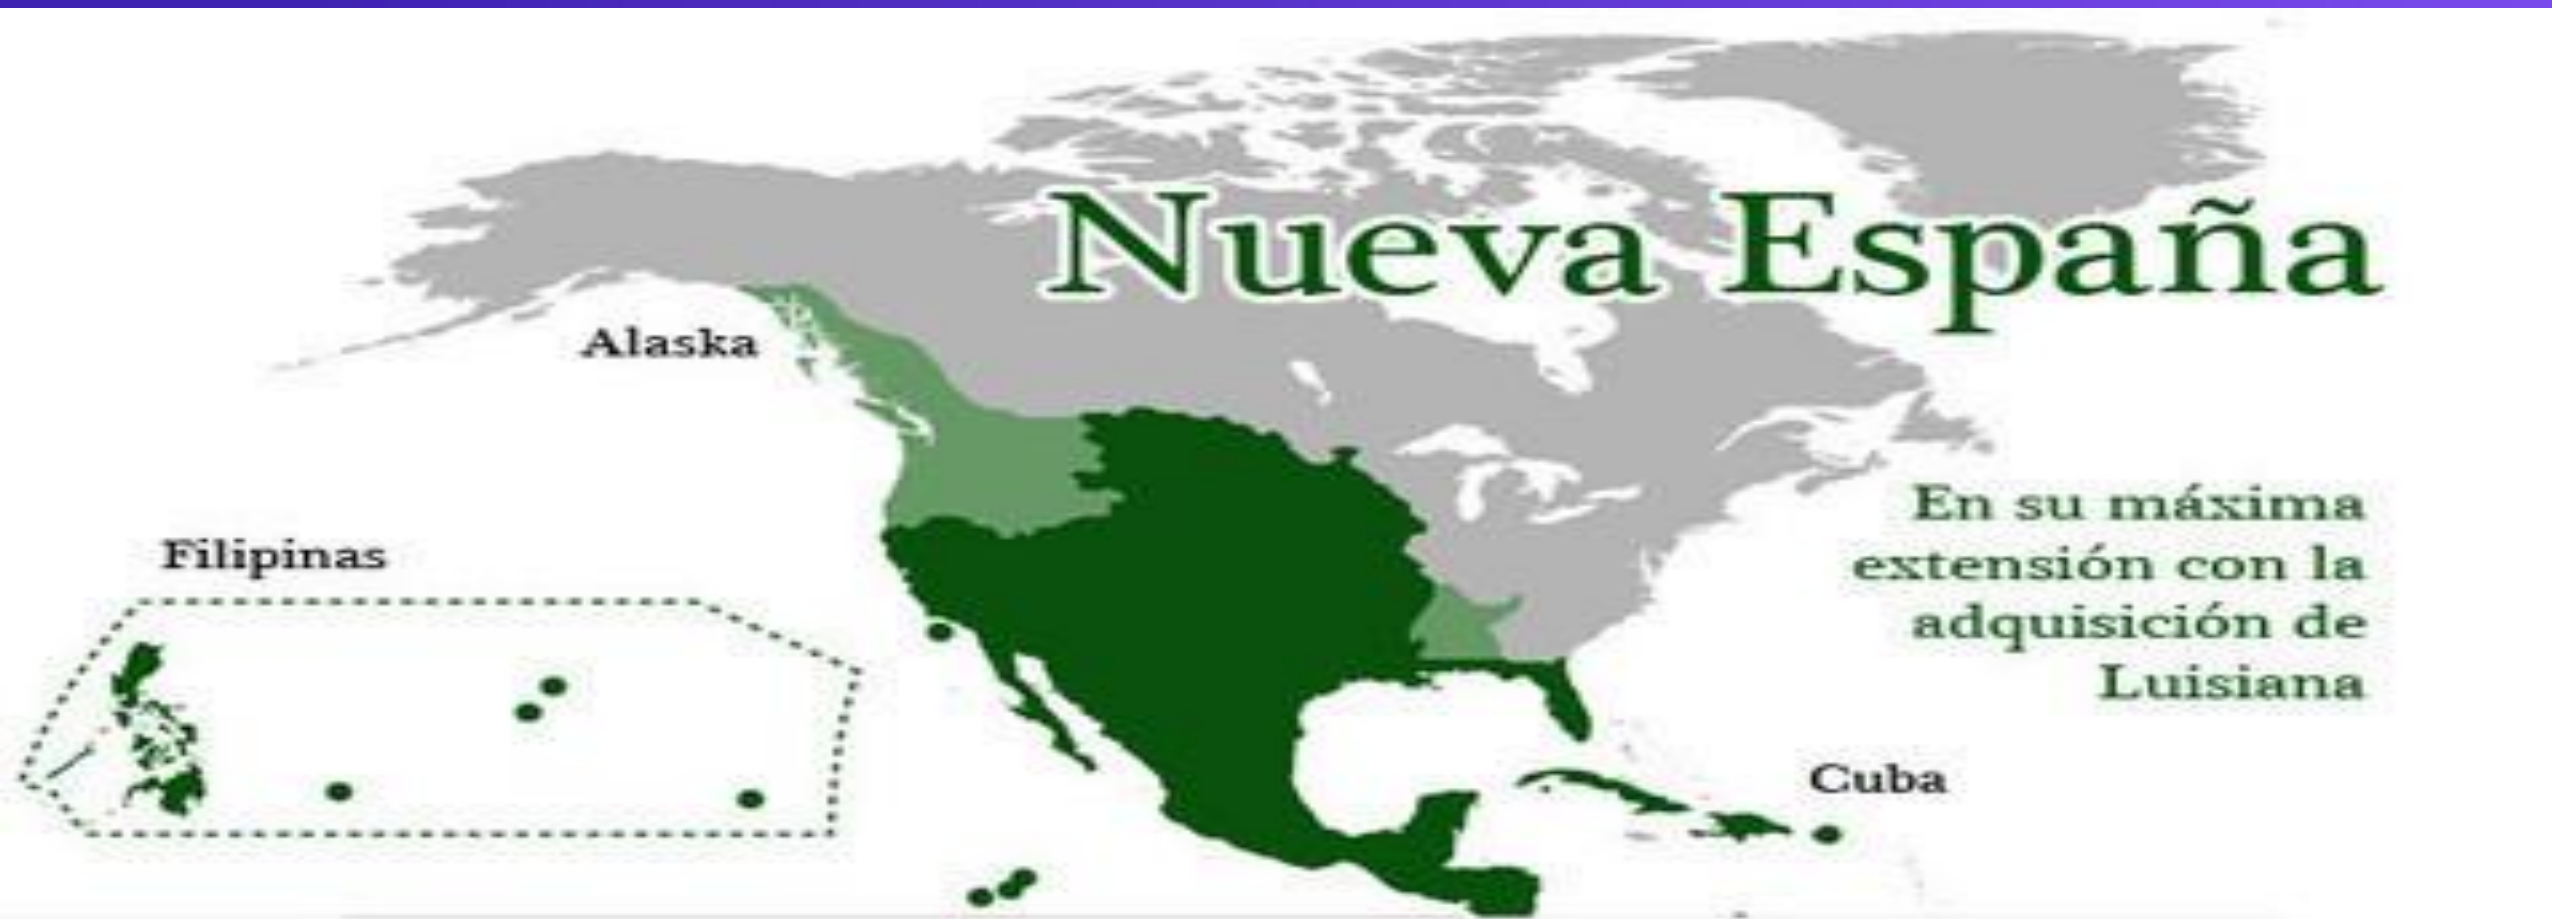 Nueva España
Alaska
En su máxima
extensión con la
adquisición de
Luisiana
Filipinas
Cuba